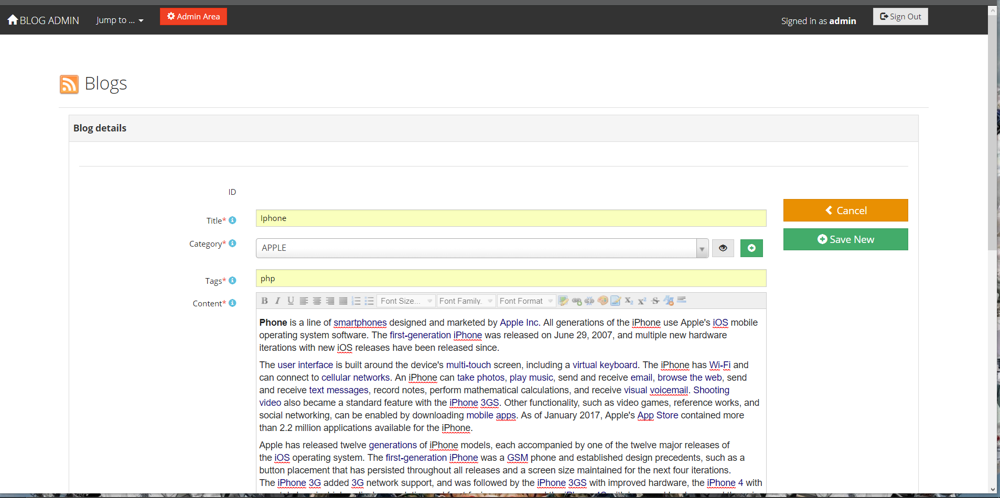 BLOG ADMIN Jump to ... Admin Area Signed in as admin Sign Out
Blogs
Blog details
ID
Title* Iphone
Cancel
Category* APPLE
Save New
Tags* php
Content* B I U Font Size... Font Family. Font Format
Phone is a line of smartphones designed and marketed by Apple Inc. All generations of the iPhone use Apple's iOS mobile
operating system software. The first-generation iPhone was released on June 29, 2007, and multiple new hardware
iterations with new iOS releases have been released since.
The user interface is built around the device's multi-touch screen, including a virtual keyboard. The iPhone has Wi-Fi and
can connect to cellular networks. An iPhone can take photos, play music, send and receive email, browse the web, send
and receive text messages, record notes, perform mathematical calculations, and receive visual voicemail. Shooting
video also became a standard feature with the iPhone 3GS. Other functionality, such as video games, reference works, and
social networking, can be enabled by downloading mobile apps. As of January 2017, Apple's App Store contained more
than 2.2 million applications available for the iPhone.
Apple has released twelve generations of iPhone models, each accompanied by one of the twelve major releases of
the iOS operating system. The first-generation iPhone was a GSM phone and established design precedents, such as a
button placement that has persisted throughout all releases and a screen size maintained for the next four iterations.
The iPhone 3G added 3G network support, and was followed by the iPhone 3GS with improved hardware, the iPhone 4 with